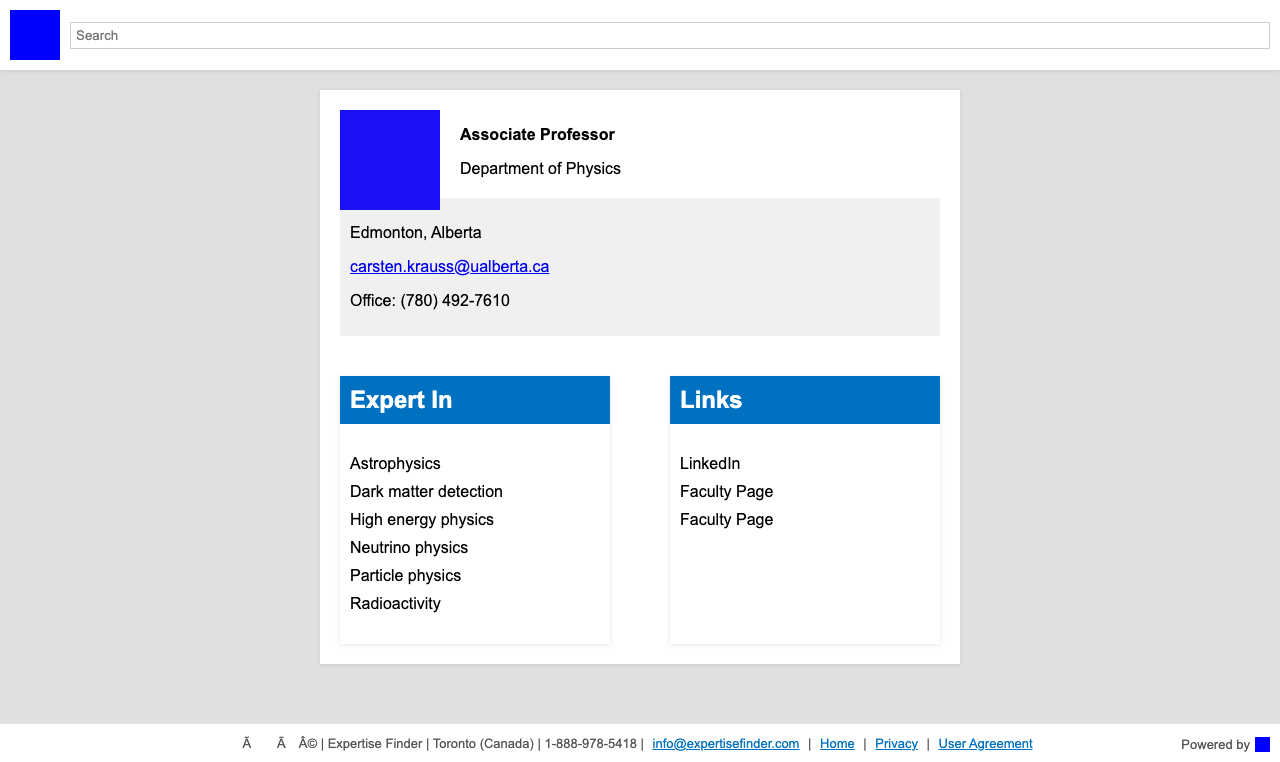 Search
Associate Professor
Department of Physics
Edmonton, Alberta
carsten.krauss@ualberta.ca
Office: (780) 492-7610
Expert In
Astrophysics
Dark matter detection
High energy physics
Neutrino physics
Particle physics
Radioactivity
Links
LinkedIn
Faculty Page
Faculty Page
Ã Ã Â© | Expertise Finder | Toronto (Canada) | 1-888-978-5418 | info@expertisefinder.com | Home | Privacy | User Agreement Powered by